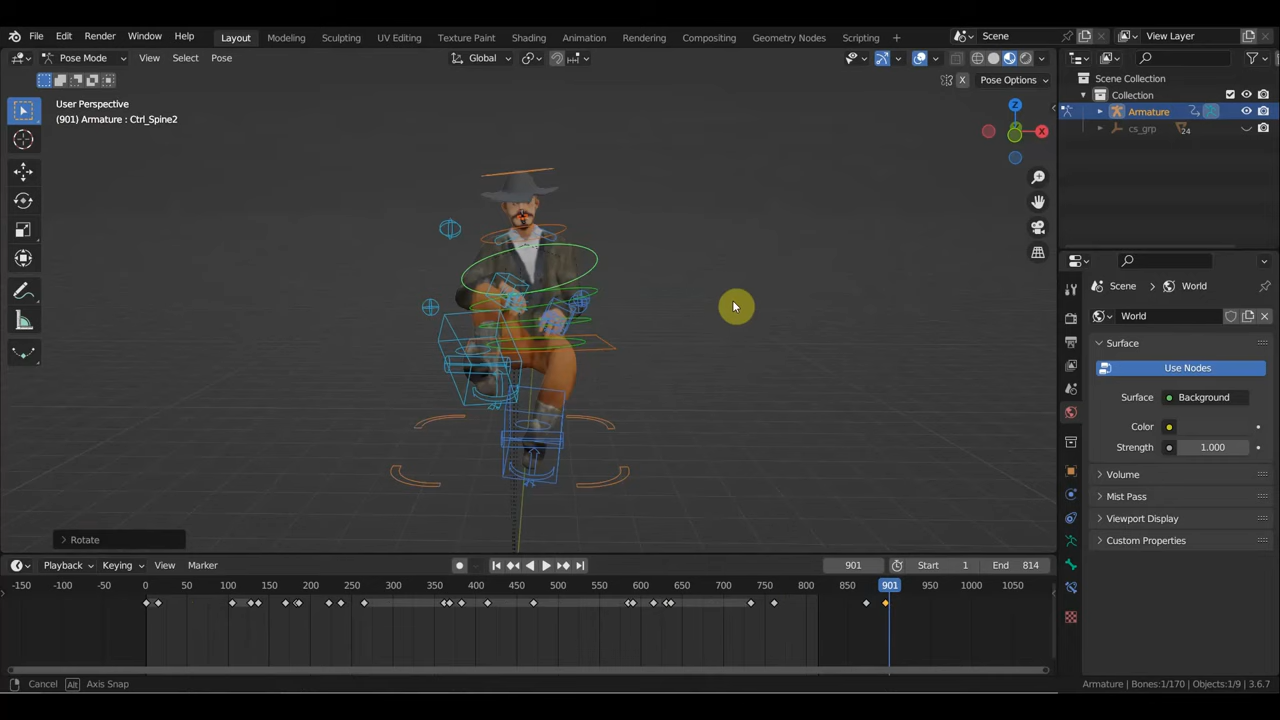 File Edit Render Window Help Layout Modeling Sculpting UV Editing Texture Paint Shading Animation Rendering Compositing Geometry Nodes Scripting + Scene View Layer
Pose Mode View Select Pose Global
X Pose Options
User Perspective
(901) Armature : Ctrl_Spine2
Z
X
Scene Collection
Collection
Armature
cs_grp 24
Scene > World
World
Surface
Use Nodes
Surface Background
Color
Strength 1.000
Volume
Mist Pass
Viewport Display
Custom Properties
> Rotate
Playback Keying View Marker 901 Start 1 End 814
-150 -100 -50 0 50 100 150 200 250 300 350 400 450 500 550 600 650 700 750 800 850 901 950 1000 1050
Cancel Alt Axis Snap Armature | Bones:1/170 | Objects:1/9 | 3.6.7